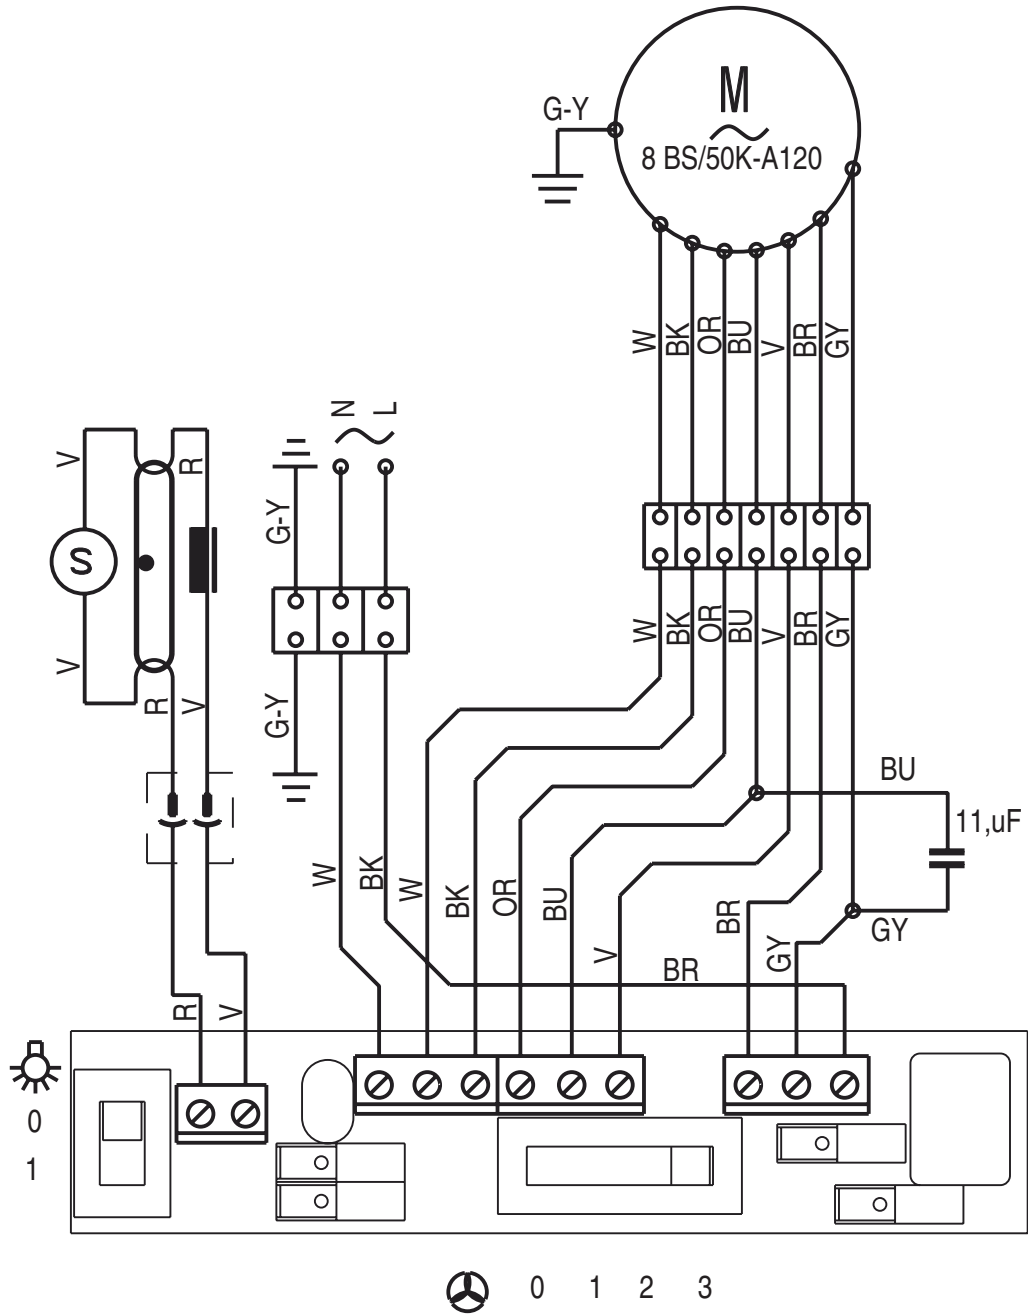 M
G-Y
8 BS/50K-A120
W BK OR BU V BR GY
N L
V R
G-Y
S
W BK OR BU V BR GY
V
R V
G-Y
BU
11,uF
W BK W BK OR BU V BR GY
GY
BR
R V
0
1
0 1 2 3